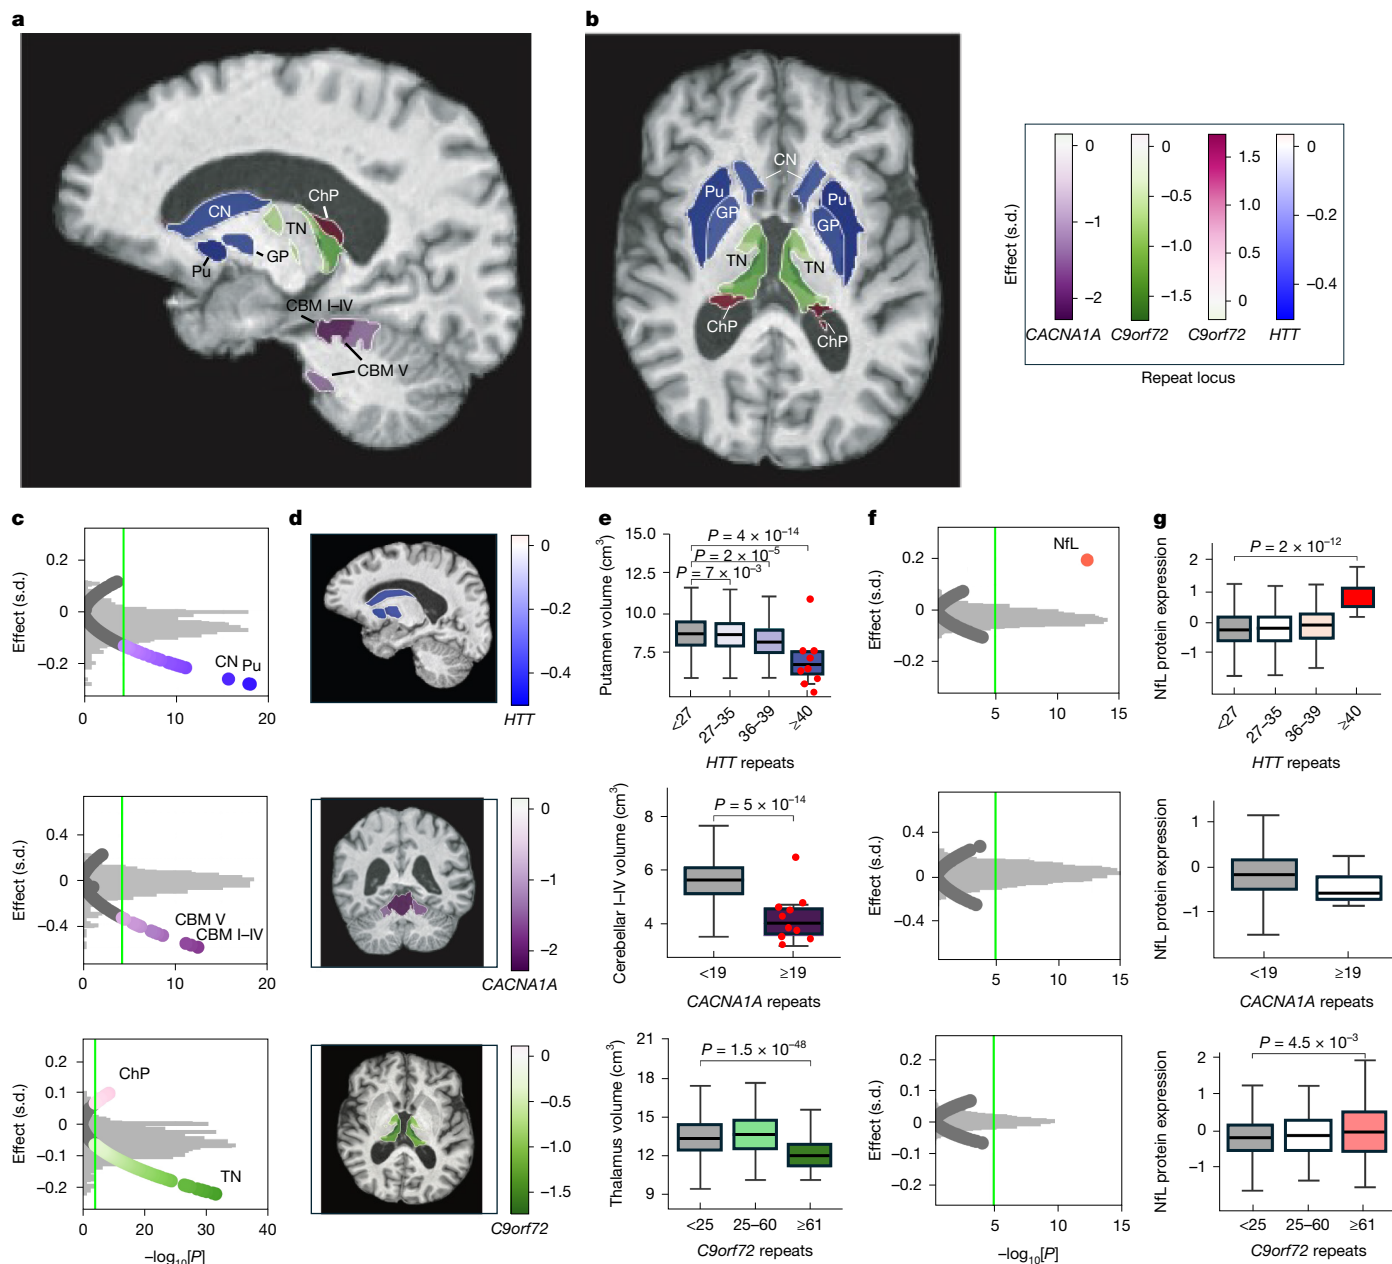 a
b
CN
ChP
TN
Pu
GP
CBM I–IV
CBM V
CN
Pu
Pu
GP
GP
TN
TN
ChP
ChP
Effect (s.d.)
0
−1
−2
0
−0.5
−1.0
−1.5
1.5
1.0
0.5
0
0
−0.2
−0.4
CACNA1A C9orf72 C9orf72 HTT
Repeat locus
c
Effect (s.d.)
0.2
0
−0.2
CN Pu
0 10 20
d
0
−0.2
−0.4
HTT
e
Putamen volume (cm³)
15.0
12.5
10.0
7.5
P = 4 × 10⁻¹⁴
P = 2 × 10⁻⁵
P = 7 × 10⁻³
<27 27–35 36–39 ≥40
HTT repeats
f
Effect (s.d.)
0.2
0
−0.2
NfL
5 10 15
g
NfL protein expression
2
1
0
−1
P = 2 × 10⁻¹²
<27 27–35 36–39 ≥40
HTT repeats
Effect (s.d.)
0.4
0
−0.4
CBM V
CBM I–IV
0 10 20
0
−1
−2
CACNA1A
Cerebellar I–IV volume (cm³)
8
6
4
P = 5 × 10⁻¹⁴
<19 ≥19
CACNA1A repeats
Effect (s.d.)
0.4
0
−0.4
5 10 15
NfL protein expression
1
0
−1
<19 ≥19
CACNA1A repeats
Effect (s.d.)
0.2
0.1
0
−0.1
−0.2
ChP
TN
0 20 30 40
−log₁₀[P]
0
−0.5
−1.0
−1.5
C9orf72
Thalamus volume (cm³)
21
18
15
12
9
P = 1.5 × 10⁻⁴⁸
<25 25–60 ≥61
C9orf72 repeats
Effect (s.d.)
0.2
0.1
0
−0.1
−0.2
5 10 15
−log₁₀[P]
NfL protein expression
2
1
0
−1
P = 4.5 × 10⁻³
<25 25–60 ≥61
C9orf72 repeats